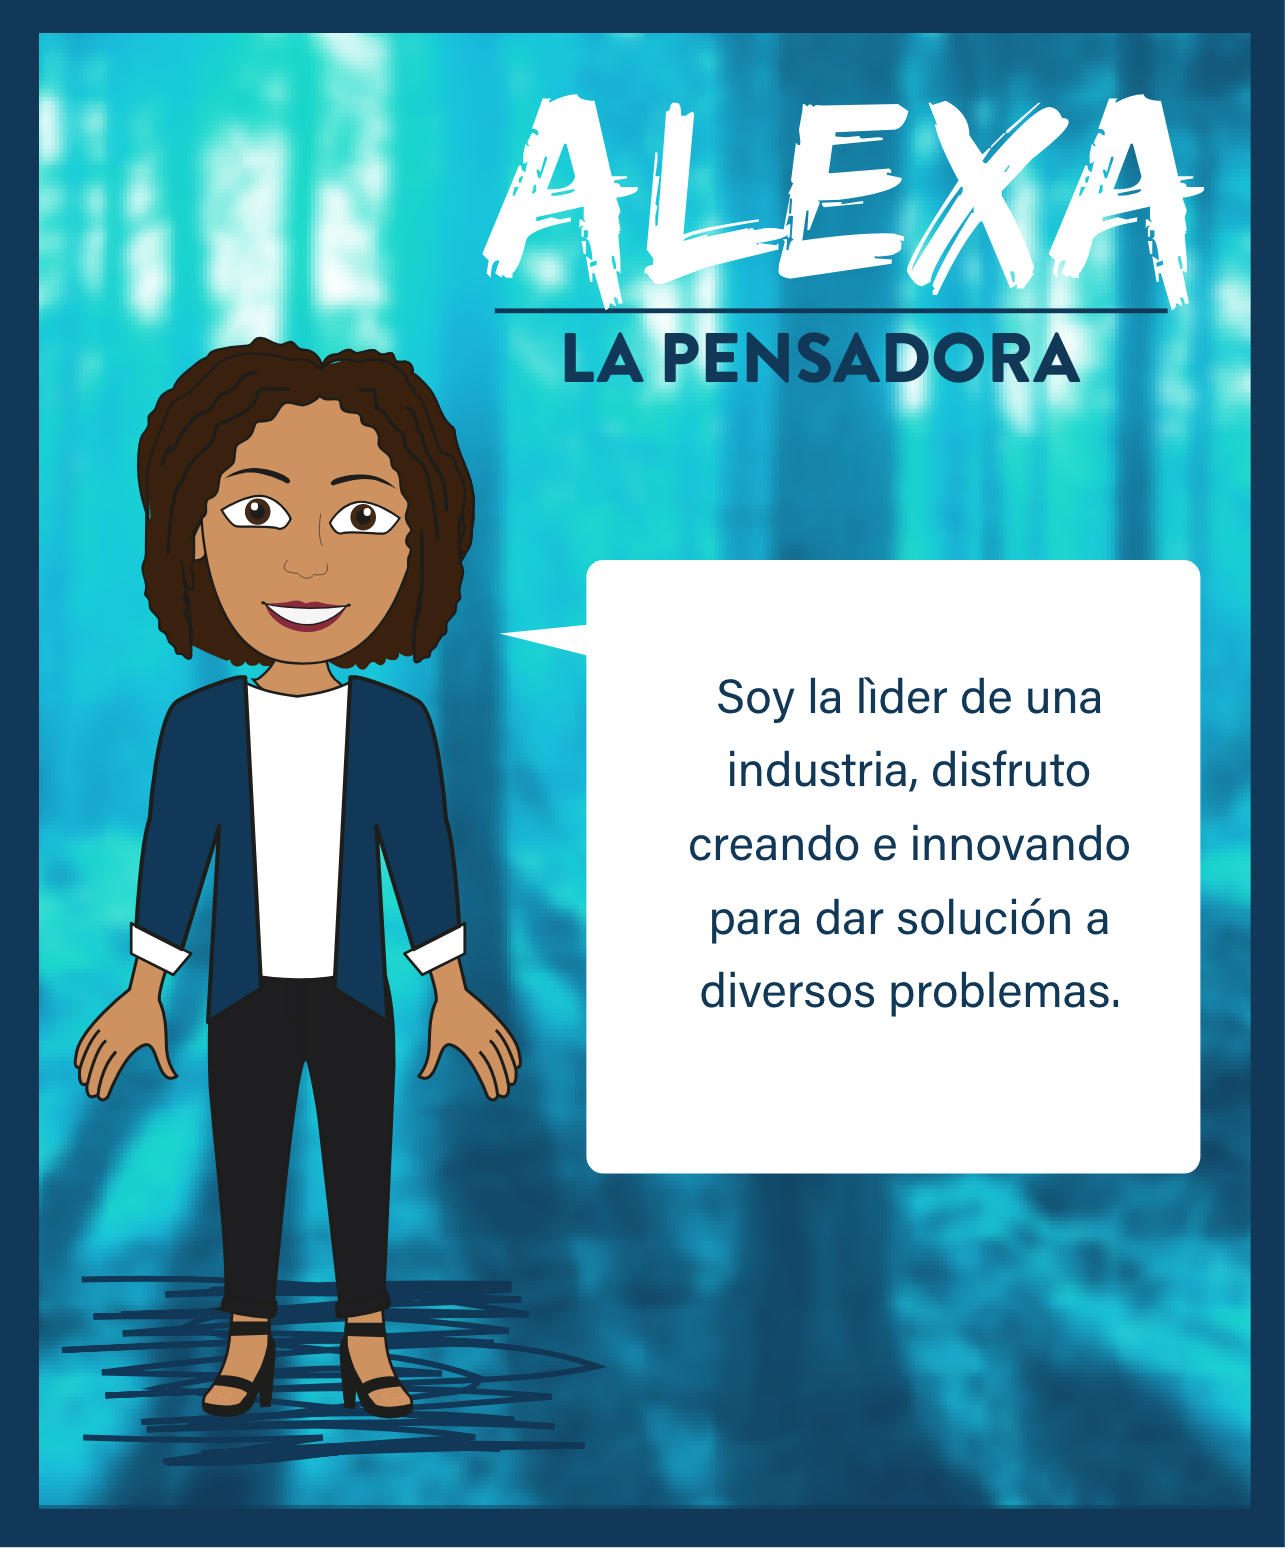 ALEXA
LA PENSADORA
Soy la lìder de una
industria, disfruto
creando e innovando
para dar solución a
diversos problemas.